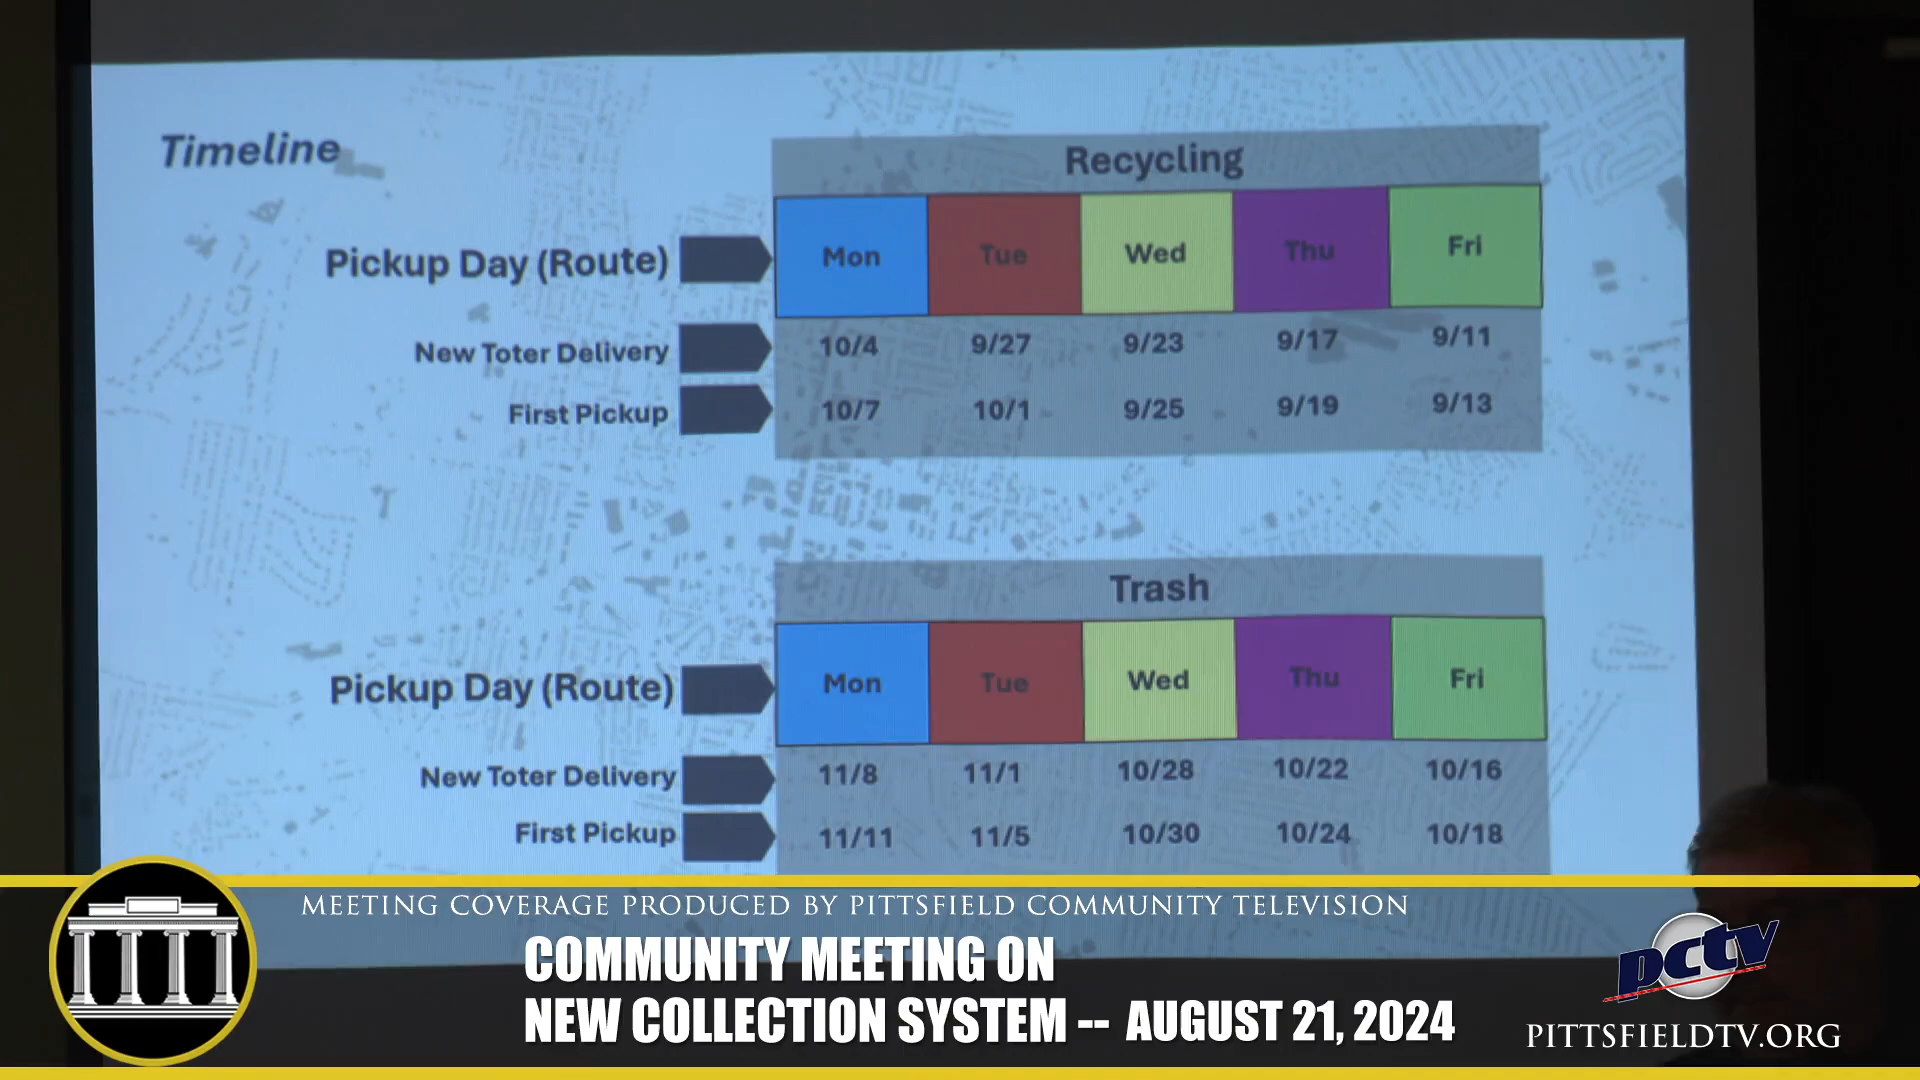 Timeline
Recycling
Pickup Day (Route) Mon Tue Wed Thu Fri
New Toter Delivery 10/4 9/27 9/23 9/17 9/11
First Pickup 10/7 10/1 9/25 9/19 9/13
Trash
Pickup Day (Route) Mon Tue Wed Thu Fri
New Toter Delivery 11/8 11/1 10/28 10/22 10/16
First Pickup 11/11 11/5 10/30 10/24 10/18
MEETING COVERAGE PRODUCED BY PITTSFIELD COMMUNITY TELEVISION
COMMUNITY MEETING ON
NEW COLLECTION SYSTEM -- AUGUST 21, 2024
pctv
PITTSFIELDTV.ORG